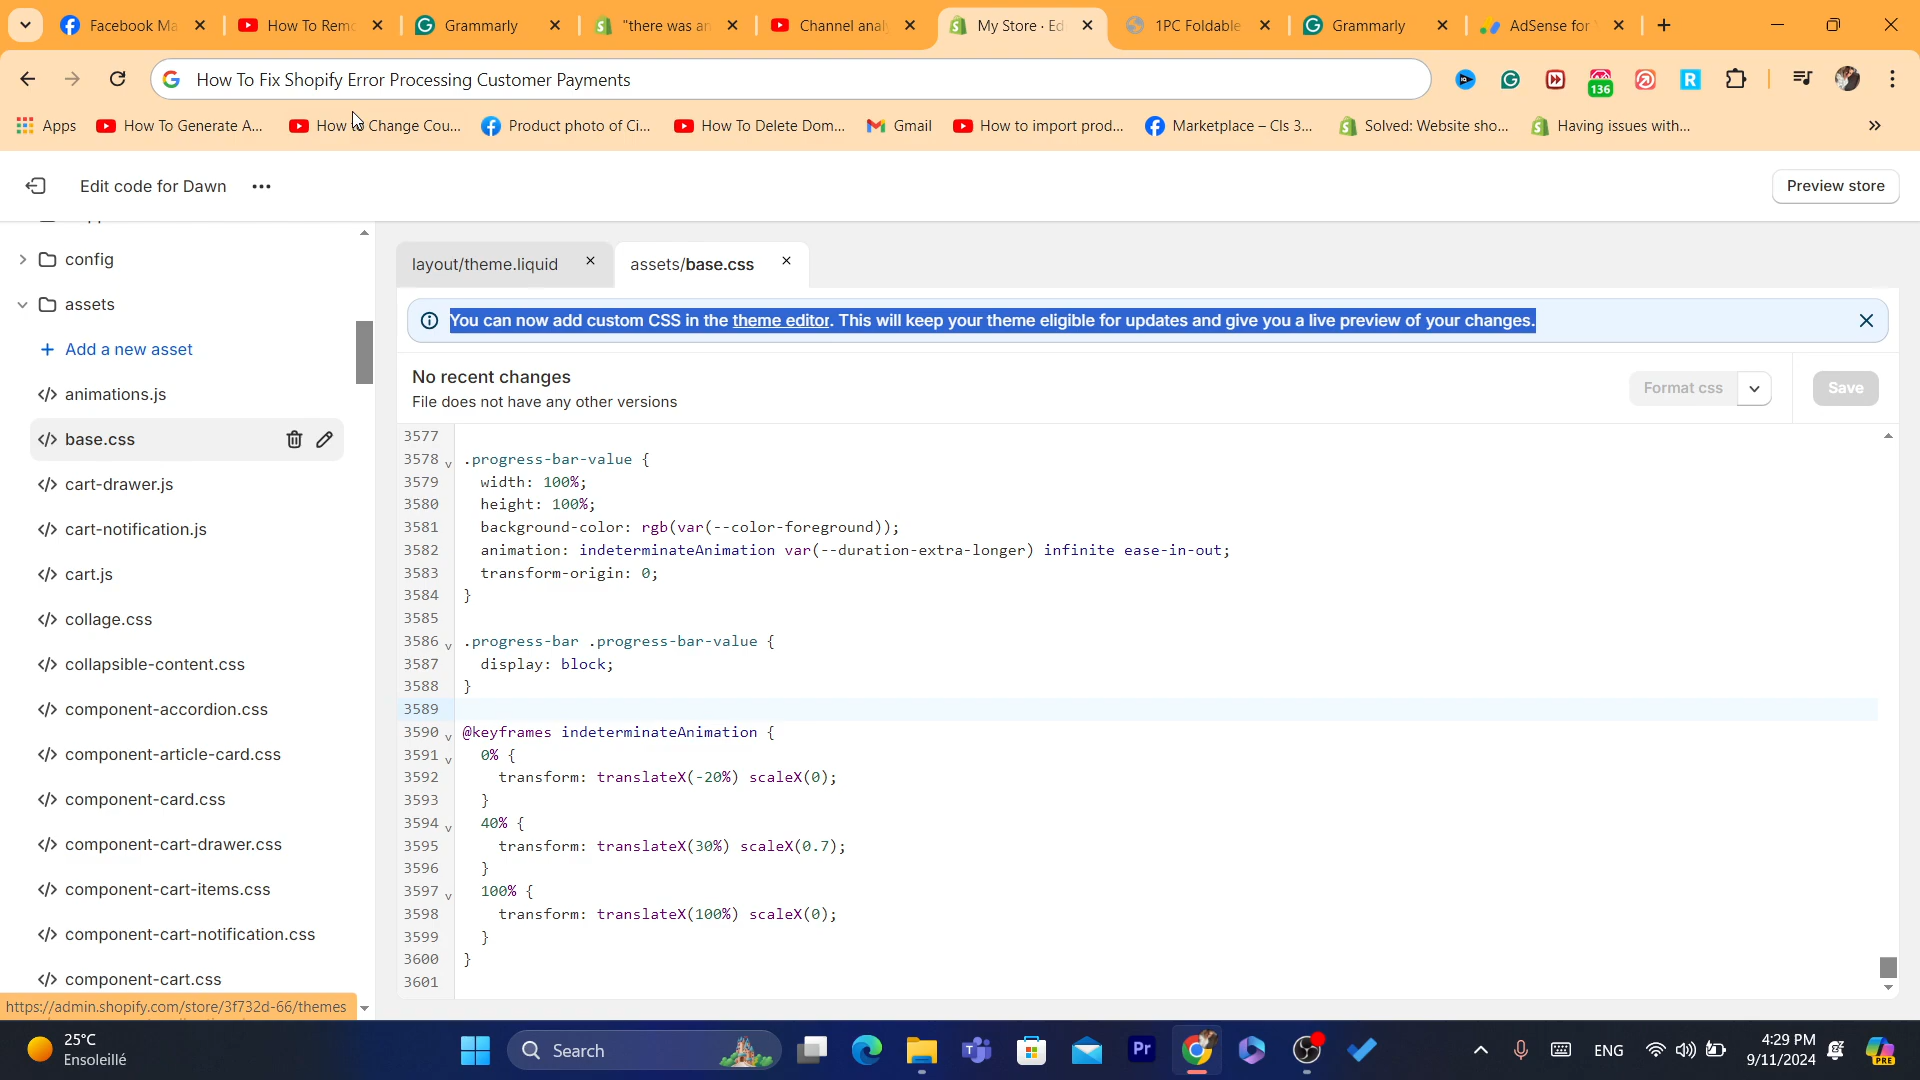 Facebook Ma
How To Rem
Grammarly
"there was an
Channel anal
My Store · Ed
1PC Foldable
Grammarly
AdSense for
How To Fix Shopify Error Processing Customer Payments
136
Apps
How To Generate A...
How To Change Cou...
Product photo of Ci...
How To Delete Dom...
Gmail
How to import prod...
Marketplace – Cls 3...
Solved: Website sho...
Having issues with...
Edit code for Dawn
Preview store
config
assets
Add a new asset
animations.js
base.css
cart-drawer.js
cart-notification.js
cart.js
collage.css
collapsible-content.css
component-accordion.css
component-article-card.css
component-card.css
component-cart-drawer.css
component-cart-items.css
component-cart-notification.css
component-cart.css
https://admin.shopify.com/store/3f732d-66/themes
layout/theme.liquid
assets/base.css
You can now add custom CSS in the theme editor. This will keep your theme eligible for updates and give you a live preview of your changes.
No recent changes
File does not have any other versions
Format css
Save
3577
3578 .progress-bar-value {
3579 width: 100%;
3580 height: 100%;
3581 background-color: rgb(var(--color-foreground));
3582 animation: indeterminateAnimation var(--duration-extra-longer) infinite ease-in-out;
3583 transform-origin: 0;
3584 }
3585
3586 .progress-bar .progress-bar-value {
3587 display: block;
3588 }
3589
3590 @keyframes indeterminateAnimation {
3591 0% {
3592 transform: translateX(-20%) scaleX(0);
3593 }
3594 40% {
3595 transform: translateX(30%) scaleX(0.7);
3596 }
3597 100% {
3598 transform: translateX(100%) scaleX(0);
3599 }
3600 }
3601
25°C
Ensoleillé
Search
Pr
ENG
4:29 PM
9/11/2024
PRE